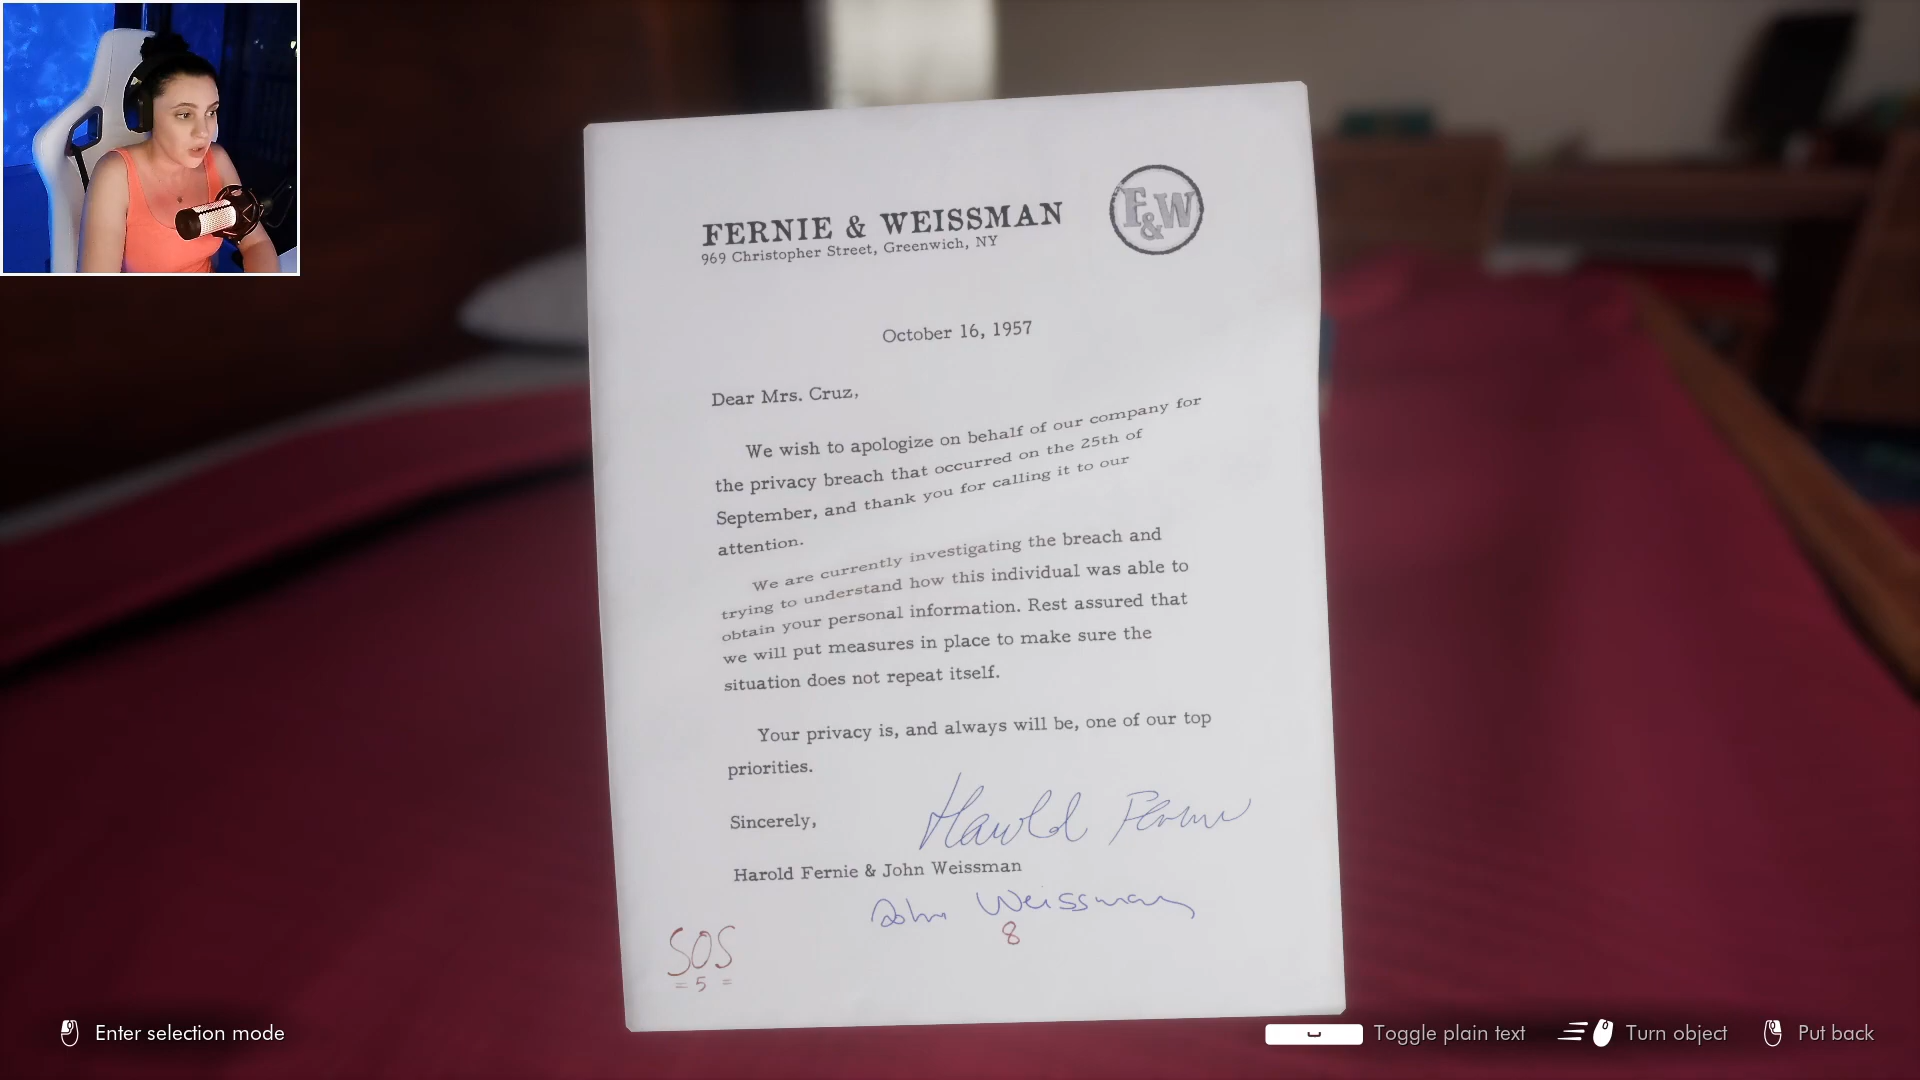 FERNIE & WEISSMAN
969 Christopher Street, Greenwich, NY
F&W
October 16, 1957
Dear Mrs. Cruz,
We wish to apologize on behalf of our company for
the privacy breach that occurred on the 25th of
September, and thank you for calling it to our
attention.
We are currently investigating the breach and
trying to understand how this individual was able to
obtain your personal information. Rest assured that
we will put measures in place to make sure the
situation does not repeat itself.
Your privacy is, and always will be, one of our top
priorities.
Sincerely,
Harold Fernie
Harold Fernie & John Weissman
John Weissman
8
SOS
= 5 =
Enter selection mode
Toggle plain text
Turn object
Put back